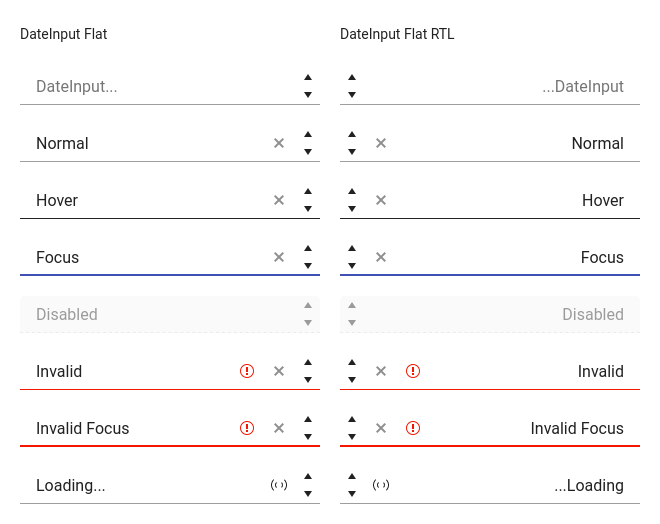 DateInput Flat
DateInput Flat RTL
DateInput...
...DateInput
Normal
Normal
Hover
Hover
Focus
Focus
Disabled
Disabled
Invalid
Invalid
Invalid Focus
Invalid Focus
Loading...
...Loading